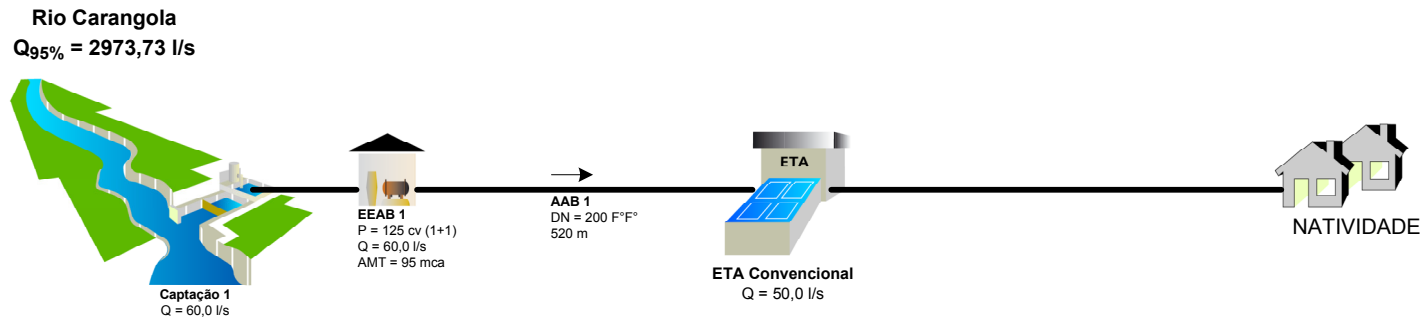 Rio Carangola
Q95% = 2973,73 l/s
Captação 1
Q = 60,0 l/s
EEAB 1
P = 125 cv (1+1)
Q = 60,0 l/s
AMT = 95 mca
AAB 1
DN = 200 F°F°
520 m
ETA
ETA Convencional
Q = 50,0 l/s
NATIVIDADE